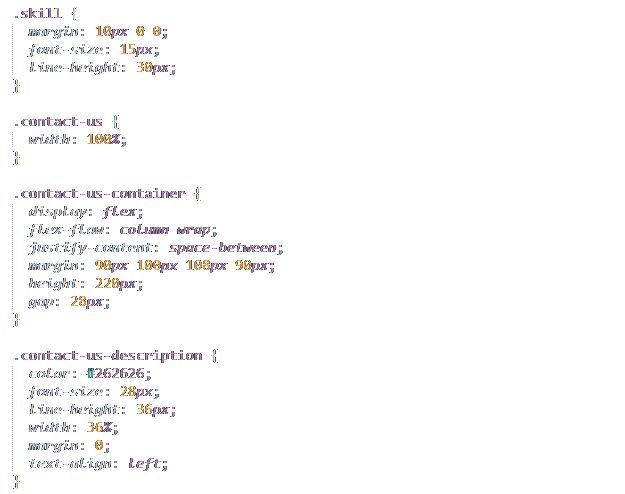 .skill {
margin: 10px 0 0;
font-size: 15px;
line-height: 30px;
}
.contact-us {
width: 100%;
}
.contact-us-container {
display: flex;
flex-flow: column wrap;
justify-content: space-between;
margin: 90px 100px 100px 90px;
height: 220px;
gap: 20px;
}
.contact-us-description {
color: #262626;
font-size: 28px;
line-height: 36px;
width: 36%;
margin: 0;
text-align: left;
}